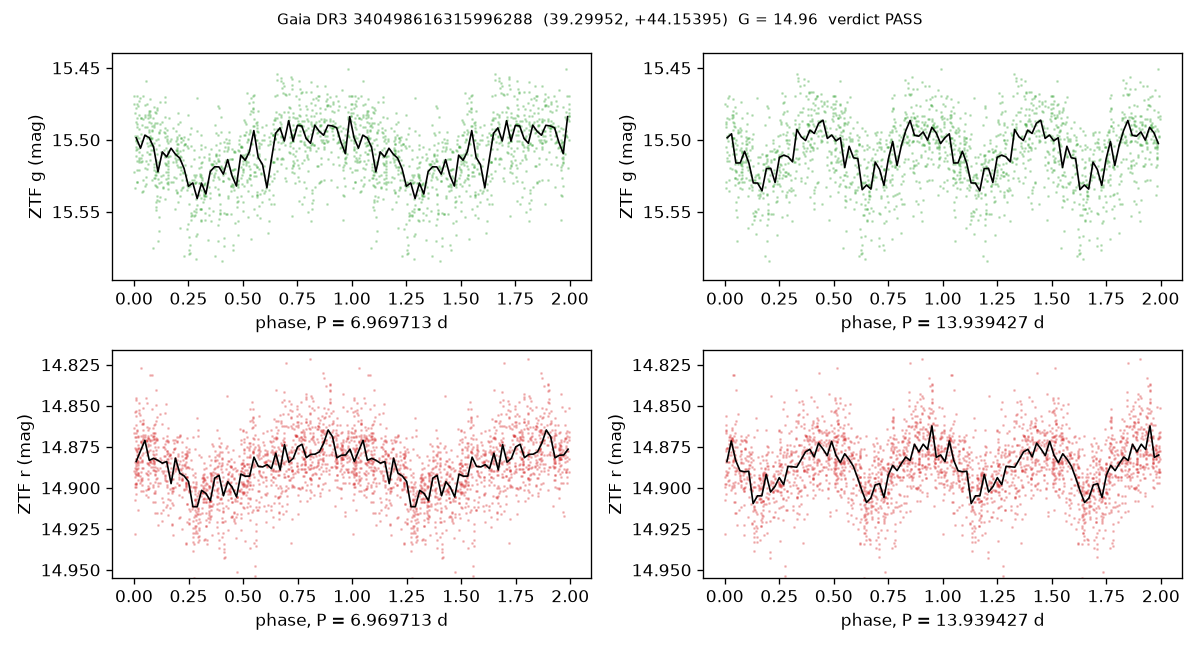 Gaia DR3 340498616315996288  (39.29952, +44.15395)  G = 14.96  verdict PASS
ZTF g (mag)
15.45
15.50
15.55
0.00 0.25 0.50 0.75 1.00 1.25 1.50 1.75 2.00
phase, P = 6.969713 d
ZTF g (mag)
15.45
15.50
15.55
0.00 0.25 0.50 0.75 1.00 1.25 1.50 1.75 2.00
phase, P = 13.939427 d
ZTF r (mag)
14.825
14.850
14.875
14.900
14.925
14.950
0.00 0.25 0.50 0.75 1.00 1.25 1.50 1.75 2.00
phase, P = 6.969713 d
ZTF r (mag)
14.825
14.850
14.875
14.900
14.925
14.950
0.00 0.25 0.50 0.75 1.00 1.25 1.50 1.75 2.00
phase, P = 13.939427 d